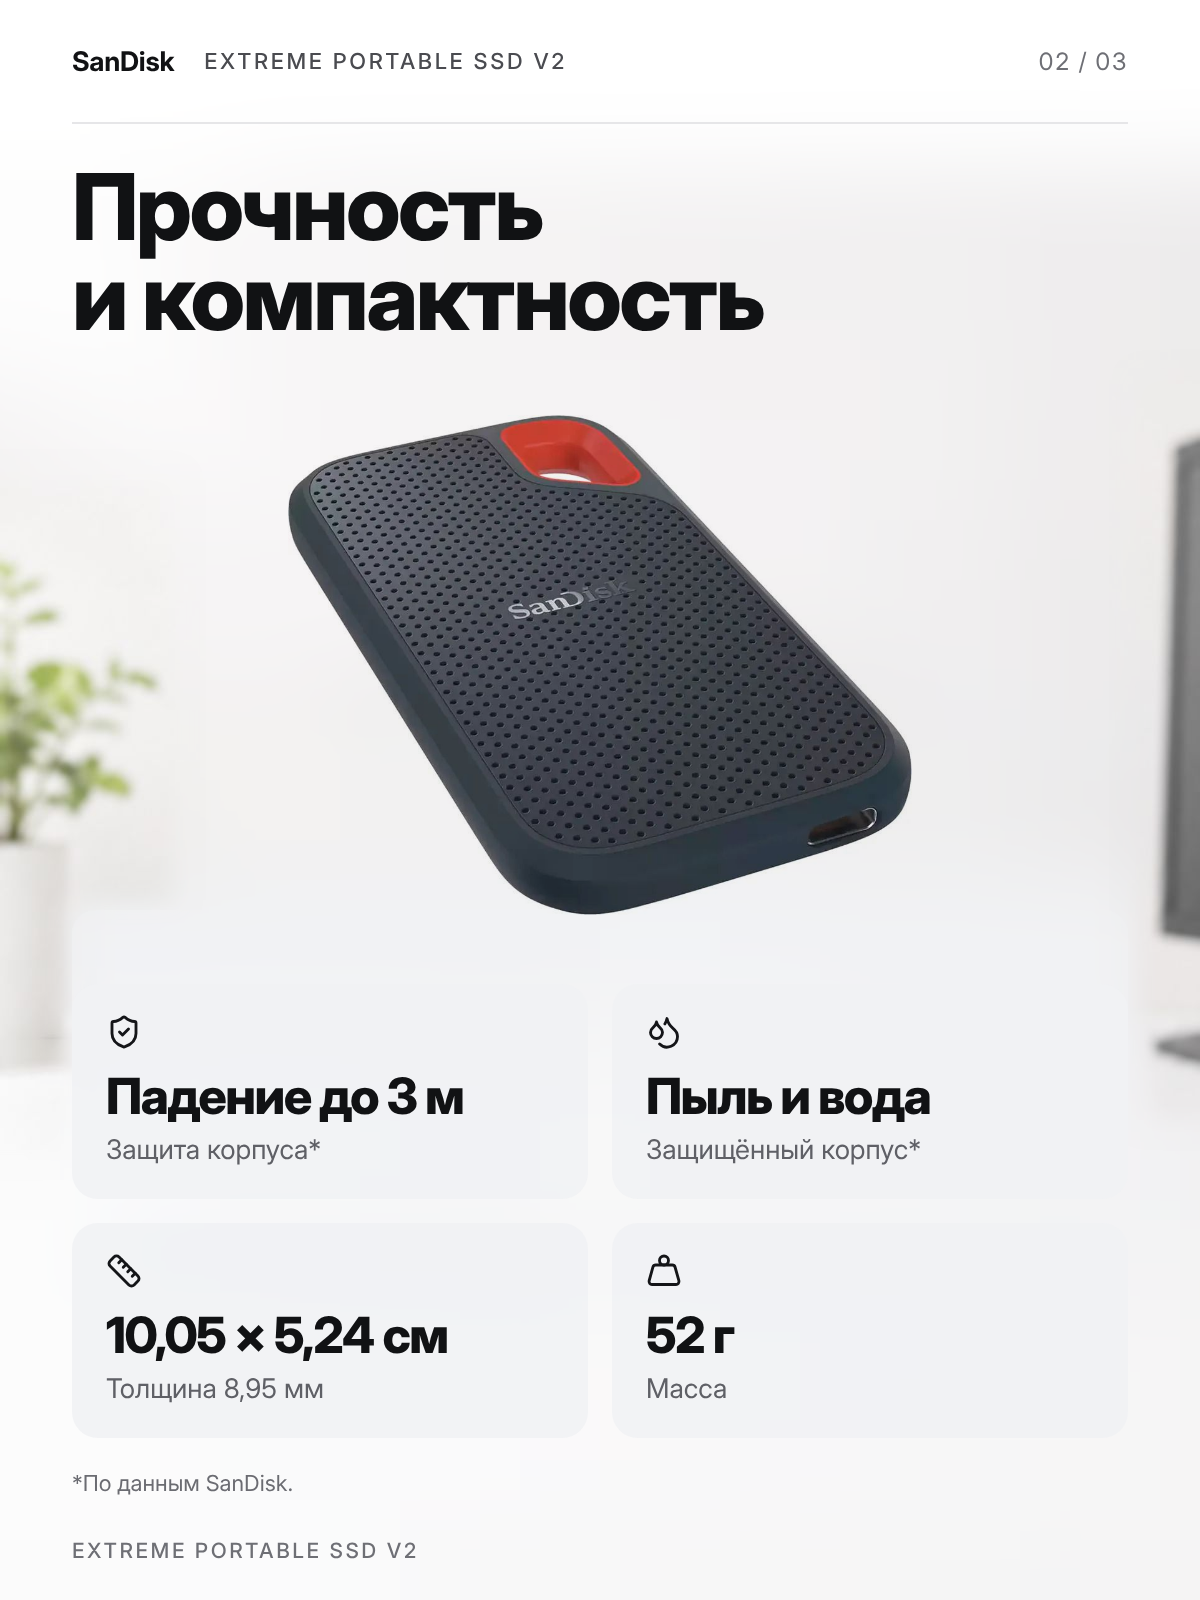 SanDisk EXTREME PORTABLE SSD V2 02 / 03
Прочность
и компактность
SanDisk
Падение до 3 м
Защита корпуса*
Пыль и вода
Защищённый корпус*
10,05 × 5,24 см
Толщина 8,95 мм
52 г
Масса
*По данным SanDisk.
EXTREME PORTABLE SSD V2